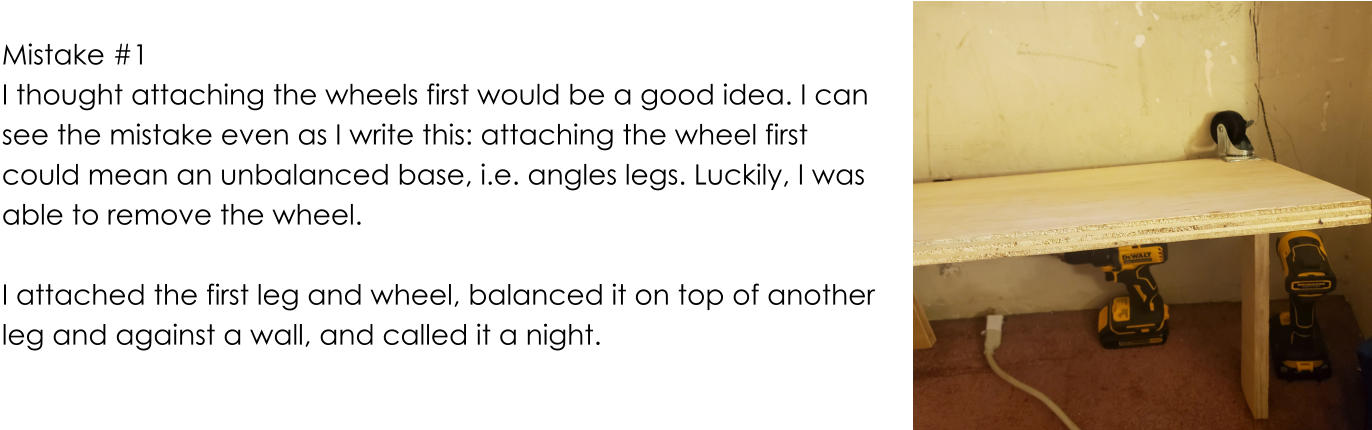 Mistake #1
I thought attaching the wheels first would be a good idea. I can
see the mistake even as I write this: attaching the wheel first
could mean an unbalanced base, i.e. angles legs. Luckily, I was
able to remove the wheel.
I attached the first leg and wheel, balanced it on top of another
leg and against a wall, and called it a night.
DEWALT